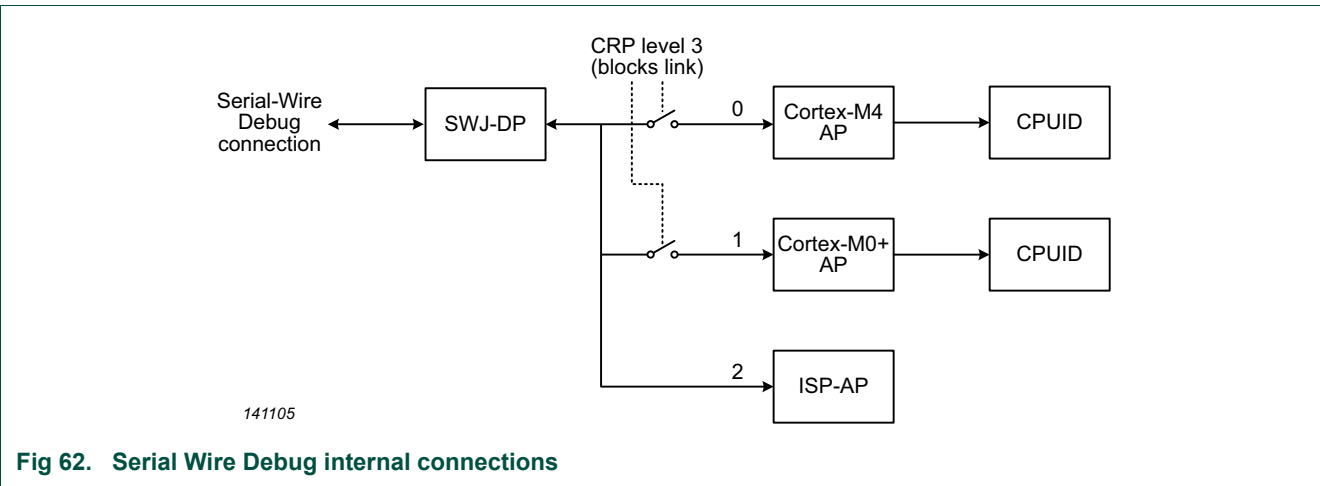 CRP level 3
(blocks link)
Serial-Wire
Debug
connection
SWJ-DP
0
Cortex-M4
AP
CPUID
1
Cortex-M0+
AP
CPUID
2
ISP-AP
141105
Fig 62. Serial Wire Debug internal connections